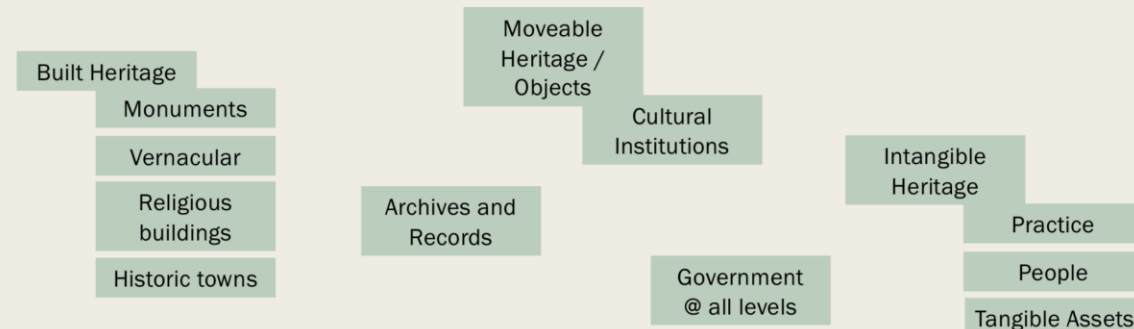 Built Heritage
Monuments
Vernacular
Religious
buildings
Historic towns
Moveable
Heritage /
Objects
Cultural
Institutions
Archives and
Records
Government
@ all levels
Intangible
Heritage
Practice
People
Tangible Assets